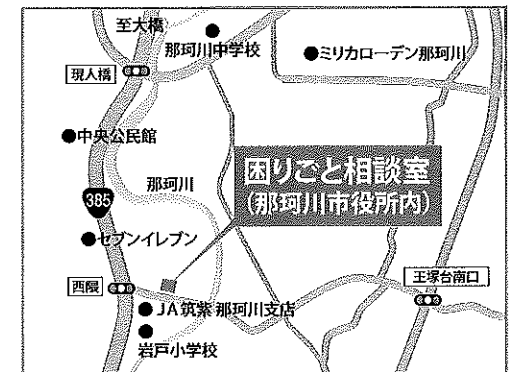 至大橋
那珂川中学校
ミリカローデン那珂川
現人橋
中央公民館
困りごと相談室
(那珂川市役所内)
那珂川
385
セブンイレブン
西隈
王塚台南口
JA筑紫 那珂川支店
岩戸小学校